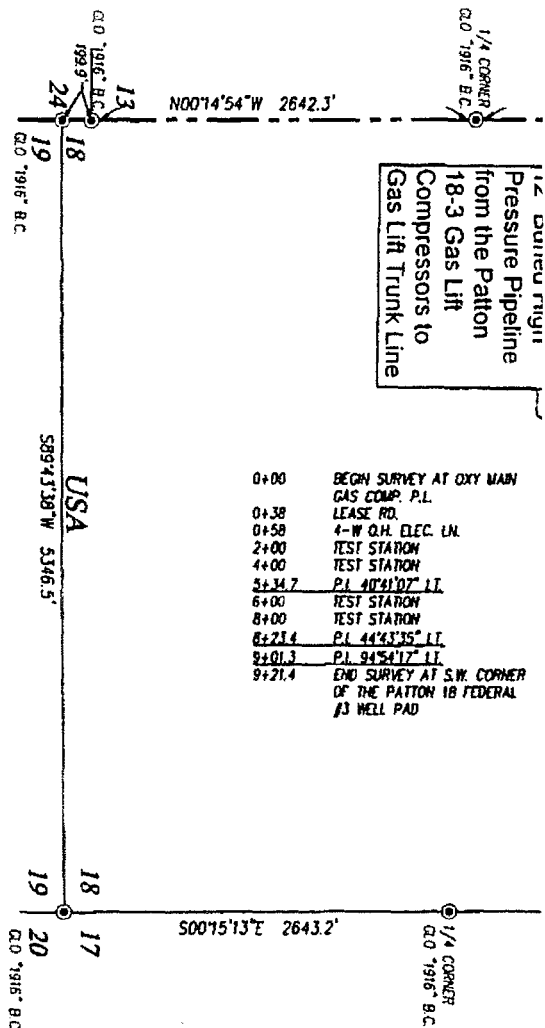 1/4 CORNER
GLO "1916" B.C.
N00°14'54"W 2642.3'
13
GLO "1916" B.C.
199.9'
24
18
19
GLO "1916" B.C.
Pressure Pipeline
from the Patton
18-3 Gas Lift
Compressors to
Gas Lift Trunk Line
0+00 BEGIN SURVEY AT OXY MAIN
GAS COMP. P.L.
0+38 LEASE RD.
0+58 4-W O.H. ELEC. LN.
2+00 TEST STATION
4+00 TEST STATION
5+34.7 P.I. 40°41'07" LT.
6+00 TEST STATION
8+00 TEST STATION
8+23.4 P.I. 44°43'35" LT.
9+01.3 P.I. 94°54'17" LT.
9+21.4 END SURVEY AT S.W. CORNER
OF THE PATTON 18 FEDERAL
#3 WELL PAD
USA
S89°43'38"W 5346.5'
18
17
19
20
GLO "1916" B.C.
S00°15'13"E 2643.2'
1/4 CORNER
GLO "1916" B.C.